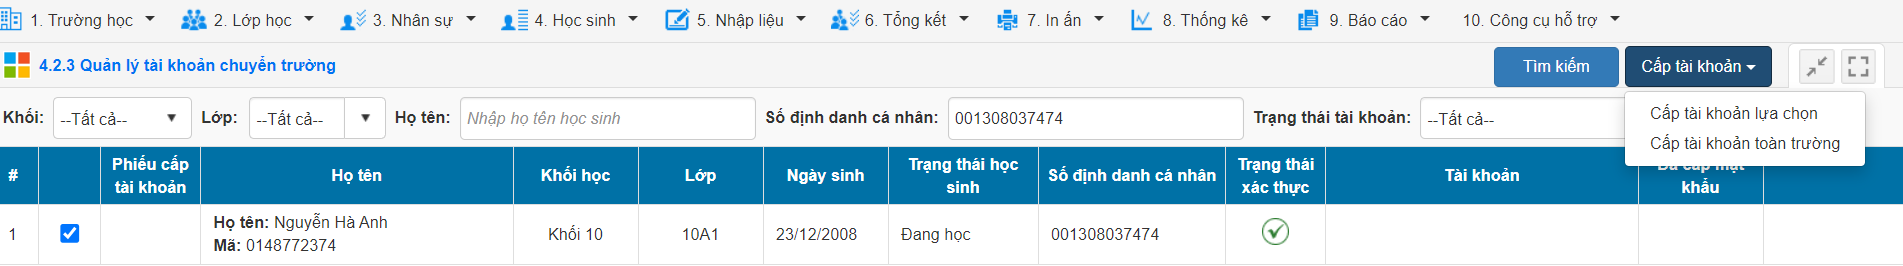 1. Trường học 2. Lớp học 3. Nhân sự 4. Học sinh 5. Nhập liệu 6. Tổng kết 7. In ấn 8. Thống kê 9. Báo cáo 10. Công cụ hỗ trợ
4.2.3 Quản lý tài khoản chuyển trường Tìm kiếm Cấp tài khoản
Khối: --Tất cả-- Lớp: --Tất cả-- Họ tên: Nhập họ tên học sinh Số định danh cá nhân: 001308037474 Trạng thái tài khoản: --Tất cả--
Cấp tài khoản lựa chọn
Cấp tài khoản toàn trường
# Phiếu cấp tài khoản Họ tên Khối học Lớp Ngày sinh Trạng thái học sinh Số định danh cá nhân Trạng thái xác thực Tài khoản Đã cấp mật khẩu
1 Họ tên: Nguyễn Hà Anh Khối 10 10A1 23/12/2008 Đang học 001308037474
Mã: 0148772374